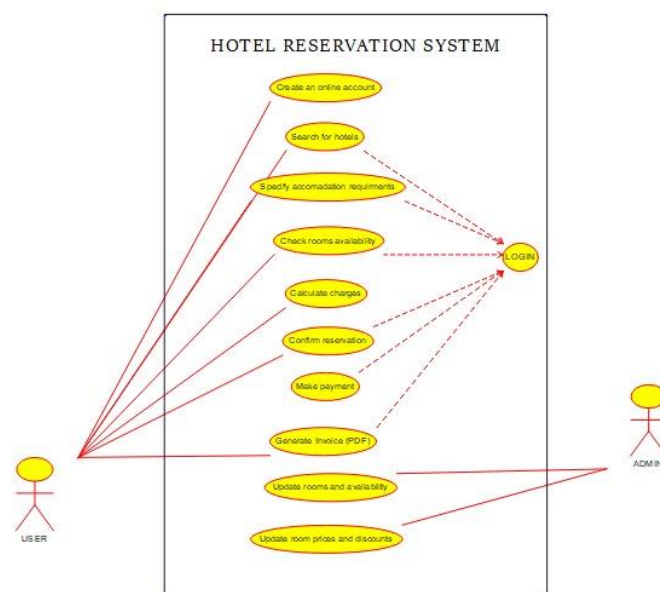 HOTEL RESERVATION SYSTEM
Create an online account
Search for hotels
Specify accomadation requirments
Check rooms availability
LOGIN
Calculate charges
Confirm reservation
Make payment
Generate Invoice (PDF)
ADMIN
Update rooms and availability
USER
Update room prices and discounts